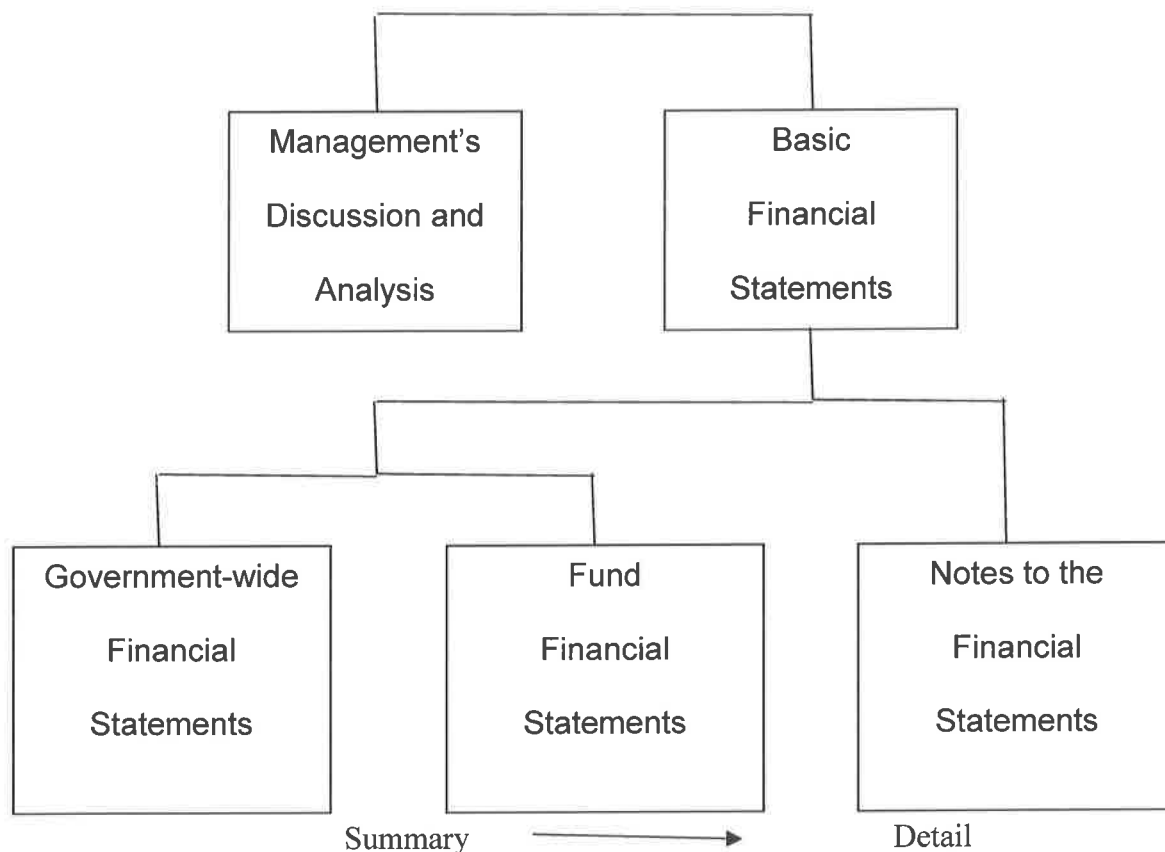 Management's
Discussion and
Analysis
Basic
Financial
Statements
Government-wide
Financial
Statements
Fund
Financial
Statements
Notes to the
Financial
Statements
Summary
Detail